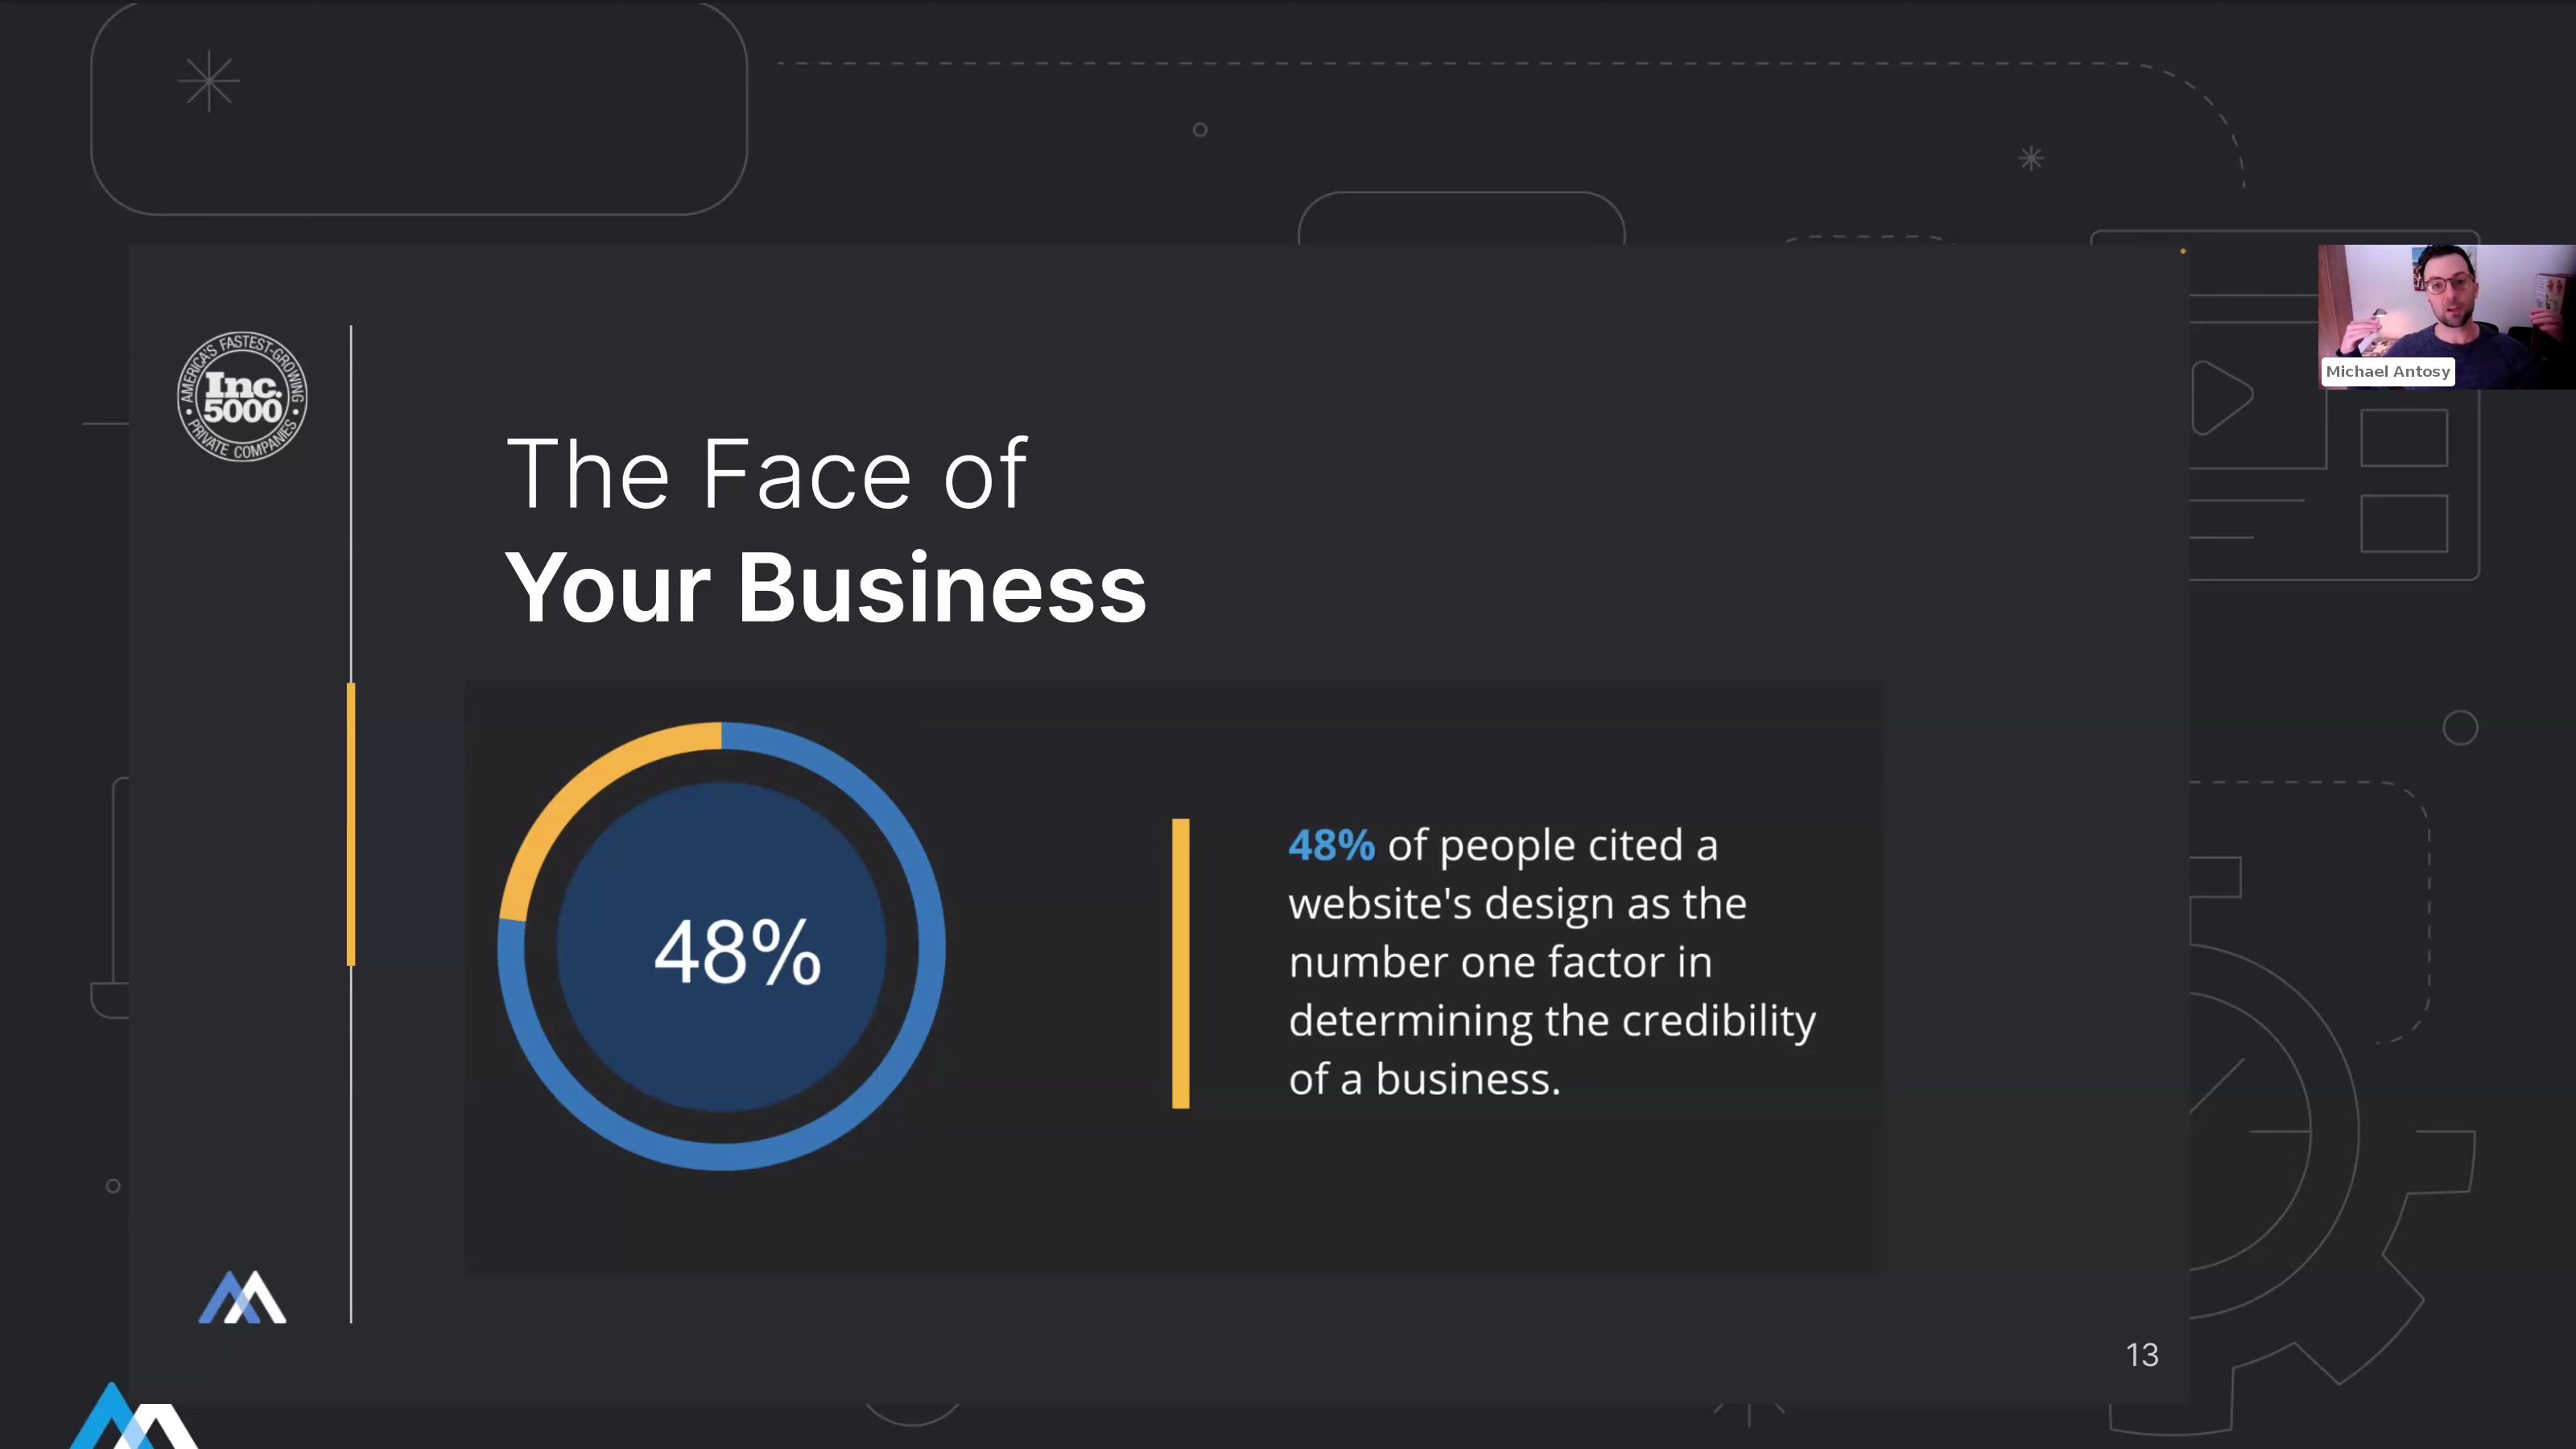 AMERICA'S FASTEST-GROWING
Inc.
5000
PRIVATE COMPANIES
The Face of
Your Business
48%
48% of people cited a
website's design as the
number one factor in
determining the credibility
of a business.
Michael Antosy
13